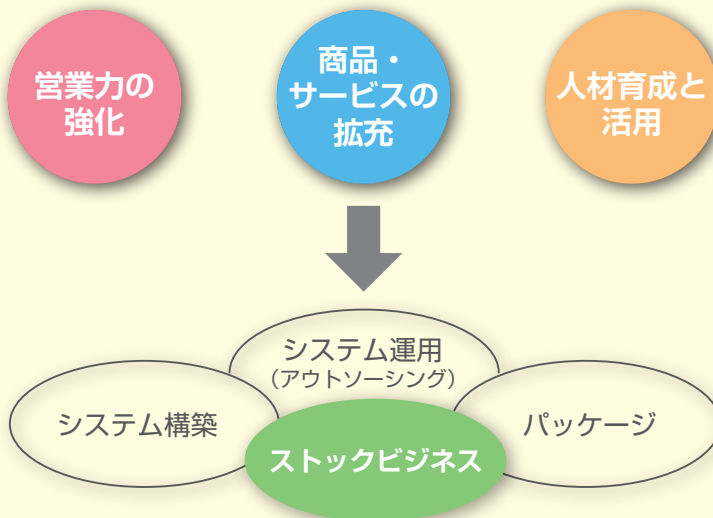 営業力の
強化
商品・
サービスの
拡充
人材育成と
活用
システム運用
（アウトソーシング）
システム構築
パッケージ
ストックビジネス